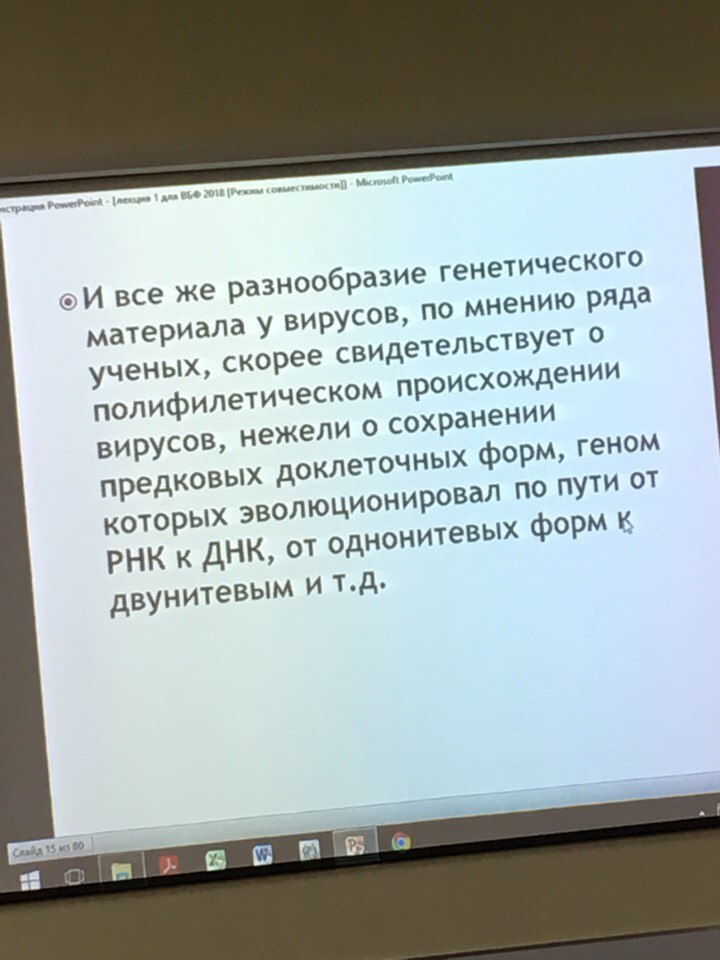 страция PowerPoint - [лекция 1 для ВБФ 2018 [Режим совместимости]] - Microsoft PowerPoint
И все же разнообразие генетического
материала у вирусов, по мнению ряда
ученых, скорее свидетельствует о
полифилетическом происхождении
вирусов, нежели о сохранении
предковых доклеточных форм, геном
которых эволюционировал по пути от
РНК к ДНК, от однонитевых форм к
двунитевым и т.д.
Слайд 15 из 80